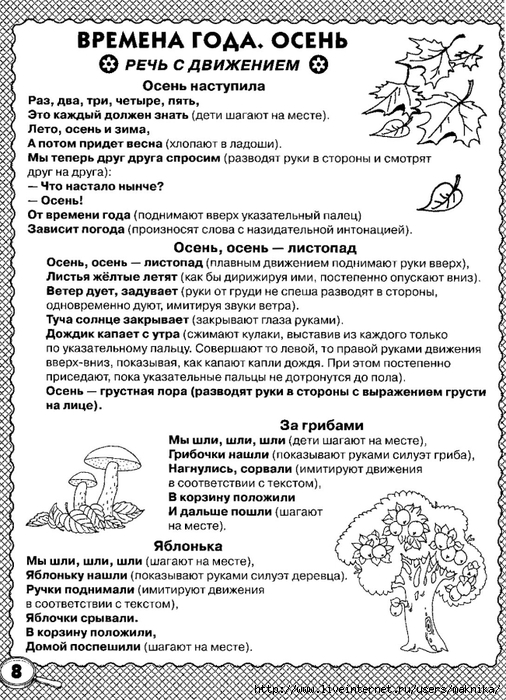 ВРЕМЕНА ГОДА. ОСЕНЬ
РЕЧЬ С ДВИЖЕНИЕМ
Осень наступила
Раз, два, три, четыре, пять,
Это каждый должен знать (дети шагают на месте).
Лето, осень и зима,
А потом придет весна (хлопают в ладоши).
Мы теперь друг друга спросим (разводят руки в стороны и смотрят
друг на друга):
— Что настало нынче?
— Осень!
От времени года (поднимают вверх указательный палец)
Зависит погода (произносят слова с назидательной интонацией).
Осень, осень — листопад
Осень, осень — листопад (плавным движением поднимают руки вверх),
Листья жёлтые летят (как бы дирижируя ими, постепенно опускают вниз).
Ветер дует, задувает (руки от груди не спеша разводят в стороны,
одновременно дуют, имитируя звуки ветра).
Туча солнце закрывает (закрывают глаза руками).
Дождик капает с утра (сжимают кулаки, выставив из каждого только
по указательному пальцу. Совершают то левой, то правой руками движения
вверх-вниз, показывая, как капают капли дождя. При этом постепенно
приседают, пока указательные пальцы не дотронутся до пола).
Осень — грустная пора (разводят руки в стороны с выражением грусти
на лице).
За грибами
Мы шли, шли, шли (дети шагают на месте),
Грибочки нашли (показывают руками силуэт гриба),
Нагнулись, сорвали (имитируют движения
в соответствии с текстом),
В корзину положили
И дальше пошли (шагают
на месте).
Яблонька
Мы шли, шли, шли (шагают на месте),
Яблоньку нашли (показывают руками силуэт деревца).
Ручки поднимали (имитируют движения
в соответствии с текстом),
Яблочки срывали.
В корзину положили,
Домой поспешили (шагают на месте).
8
http://www.liveinternet.ru/users/maknika/